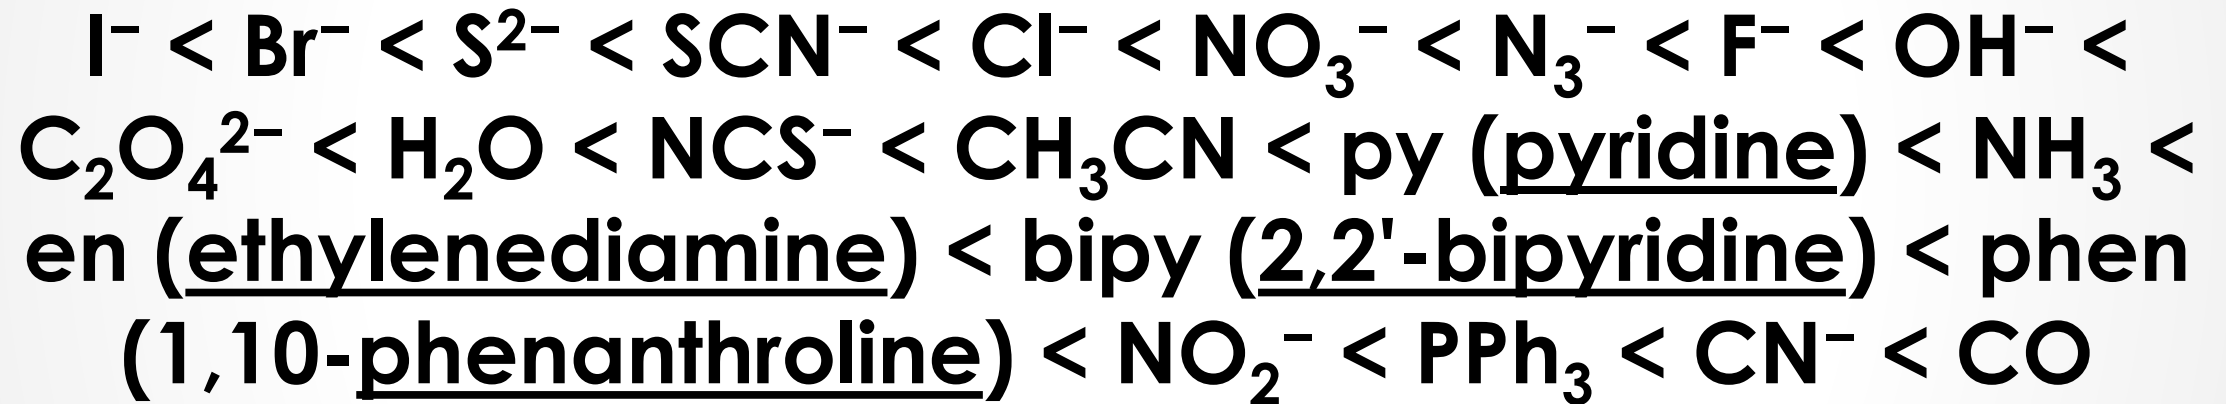 I⁻ < Br⁻ < S²⁻ < SCN⁻ < Cl⁻ < NO₃⁻ < N₃⁻ < F⁻ < OH⁻ <
C₂O₄²⁻ < H₂O < NCS⁻ < CH₃CN < py (pyridine) < NH₃ <
en (ethylenediamine) < bipy (2,2'-bipyridine) < phen
(1,10-phenanthroline) < NO₂⁻ < PPh₃ < CN⁻ < CO